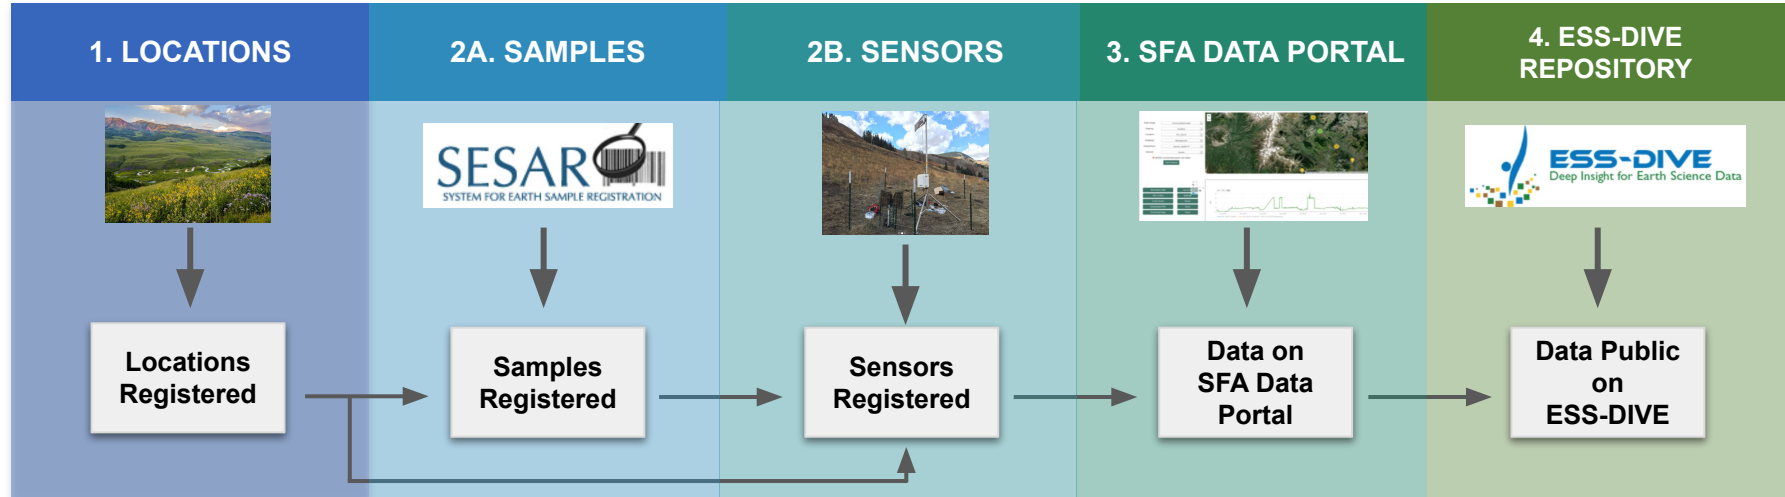 1. LOCATIONS
2A. SAMPLES
2B. SENSORS
3. SFA DATA PORTAL
4. ESS-DIVE
REPOSITORY
SESAR
SYSTEM FOR EARTH SAMPLE REGISTRATION
ESS-DIVE
Deep Insight for Earth Science Data
Locations
Registered
Samples
Registered
Sensors
Registered
Data on
SFA Data
Portal
Data Public
on
ESS-DIVE